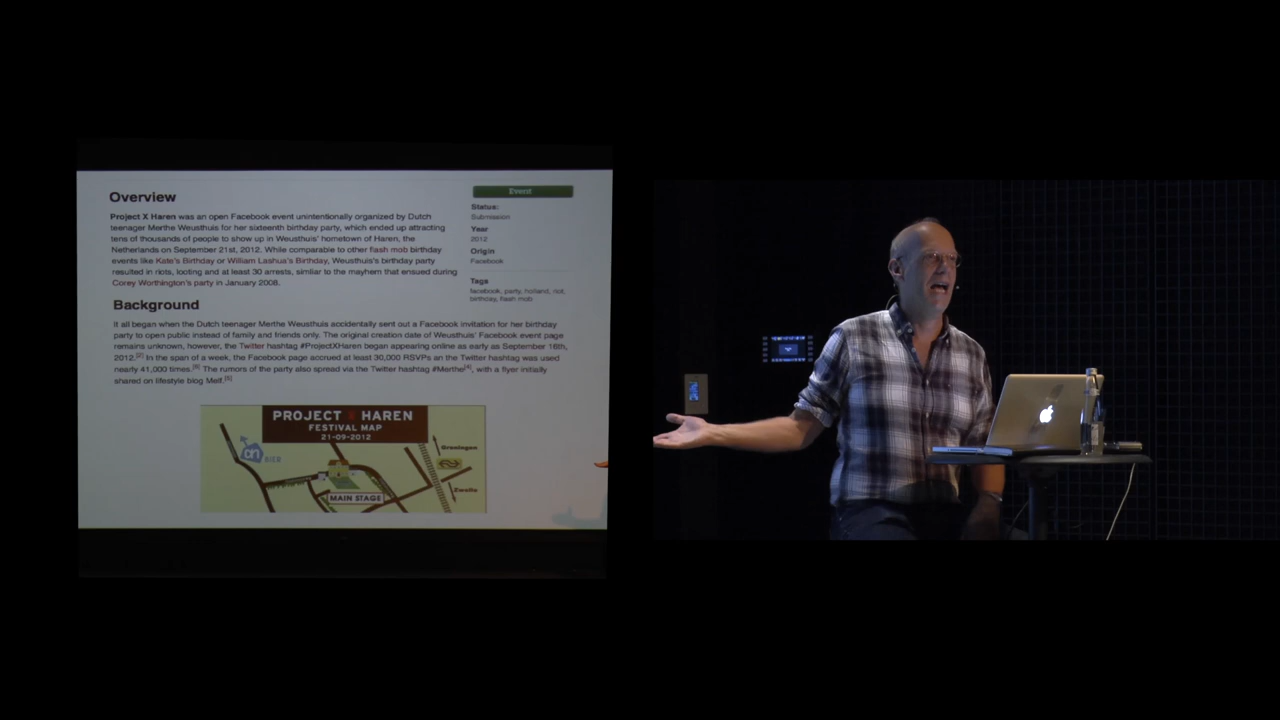 Overview
Project X Haren was an open Facebook event unintentionally organized by Dutch
teenager Merthe Weusthuis for her sixteenth birthday party, which ended up attracting
tens of thousands of people to show up in Weusthuis' hometown of Haren, the
Netherlands on September 21st, 2012. While comparable to other flash mob birthday
events like Kate's Birthday or William Lashua's Birthday, Weusthuis's birthday party
resulted in riots, looting and at least 30 arrests, similar to the mayhem that ensued during
Corey Worthington's party in January 2008.
Event
Status:
Submission
Year
2012
Origin
Facebook
Tags
facebook, party, holland, riot,
birthday, flash mob
Background
It all began when the Dutch teenager Merthe Weusthuis accidentally sent out a Facebook invitation for her birthday
party to open public instead of family and friends only. The original creation date of Weusthuis' Facebook event page
remains unknown, however, the Twitter hashtag #ProjectXHaren began appearing online as early as September 16th,
2012.[2] In the span of a week, the Facebook page accrued at least 30,000 RSVPs an the Twitter hashtag was used
nearly 41,000 times. The rumors of the party also spread via the Twitter hashtag #Merthe[4], with a flyer initially
shared on lifestyle blog Melf.
PROJECT X HAREN
FESTIVAL MAP
21-09-2012
BIER
Groningen
Zwolle
MAIN STAGE